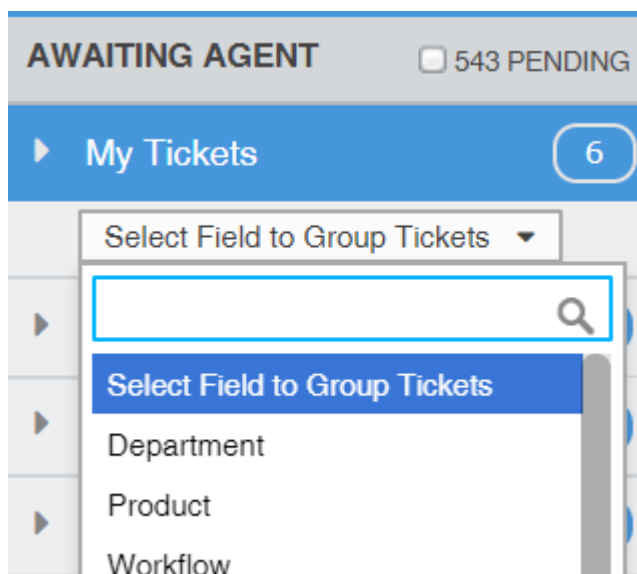 AWAITING AGENT 543 PENDING
My Tickets 6
Select Field to Group Tickets
Select Field to Group Tickets
Department
Product
Workflow